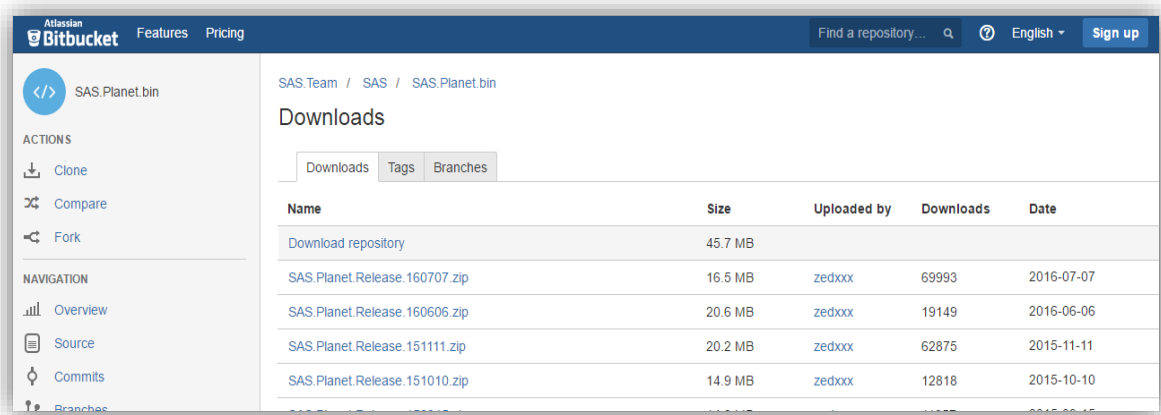 Atlassian
Bitbucket Features Pricing Find a repository... English Sign up
SAS.Planet.bin
ACTIONS
Clone
Compare
Fork
NAVIGATION
Overview
Source
Commits
Branches
SAS.Team / SAS / SAS.Planet.bin
Downloads
Downloads Tags Branches
Name Size Uploaded by Downloads Date
Download repository 45.7 MB
SAS.Planet.Release.160707.zip 16.5 MB zedxxx 69993 2016-07-07
SAS.Planet.Release.160606.zip 20.6 MB zedxxx 19149 2016-06-06
SAS.Planet.Release.151111.zip 20.2 MB zedxxx 62875 2015-11-11
SAS.Planet.Release.151010.zip 14.9 MB zedxxx 12818 2015-10-10